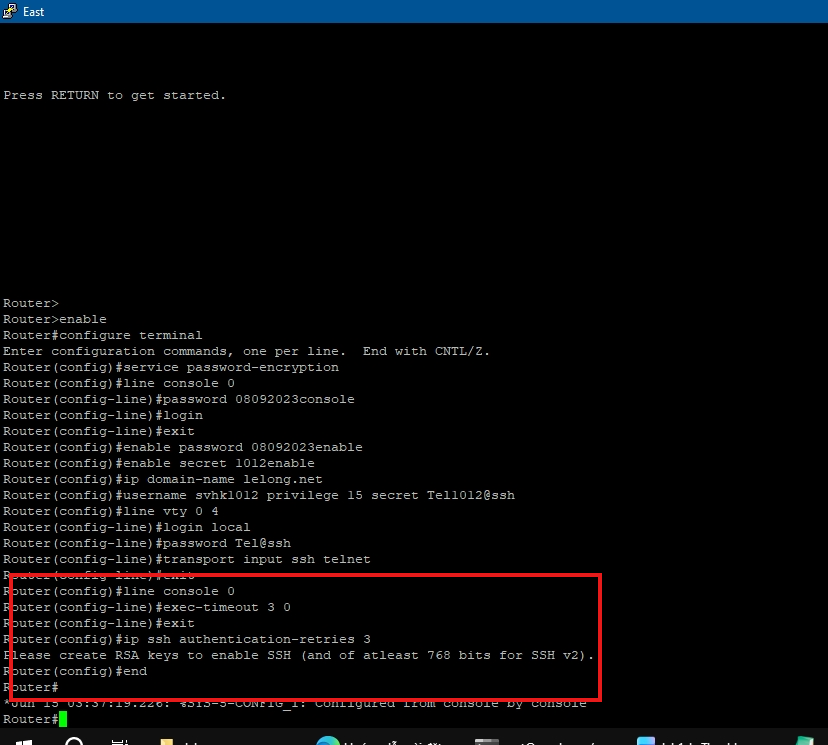 East
Press RETURN to get started.
Router>
Router>enable
Router#configure terminal
Enter configuration commands, one per line.  End with CNTL/Z.
Router(config)#service password-encryption
Router(config)#line console 0
Router(config-line)#password 08092023console
Router(config-line)#login
Router(config-line)#exit
Router(config)#enable password 08092023enable
Router(config)#enable secret 1012enable
Router(config)#ip domain-name lelong.net
Router(config)#username svhk1012 privilege 15 secret Tel1012@ssh
Router(config)#line vty 0 4
Router(config-line)#login local
Router(config-line)#password Tel@ssh
Router(config-line)#transport input ssh telnet
Router(config-line)#exit
Router(config)#line console 0
Router(config-line)#exec-timeout 3 0
Router(config-line)#exit
Router(config)#ip ssh authentication-retries 3
Please create RSA keys to enable SSH (and of atleast 768 bits for SSH v2).
Router(config)#end
Router#
*Jun 15 03:37:19.226: %SYS-5-CONFIG_I: Configured from console by console
Router#